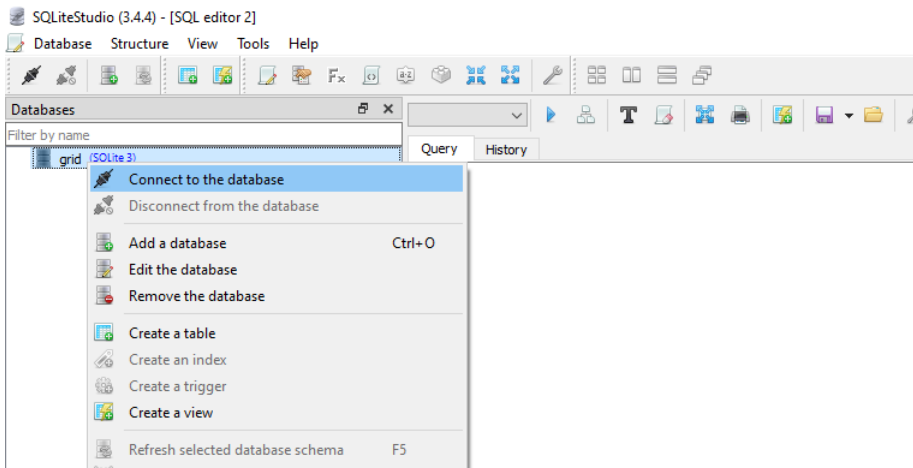 SQLiteStudio (3.4.4) - [SQL editor 2]
Database Structure View Tools Help
Databases
Filter by name
Query History
grid (SQLite 3)
Connect to the database
Disconnect from the database
Add a database Ctrl+O
Edit the database
Remove the database
Create a table
Create an index
Create a trigger
Create a view
Refresh selected database schema F5